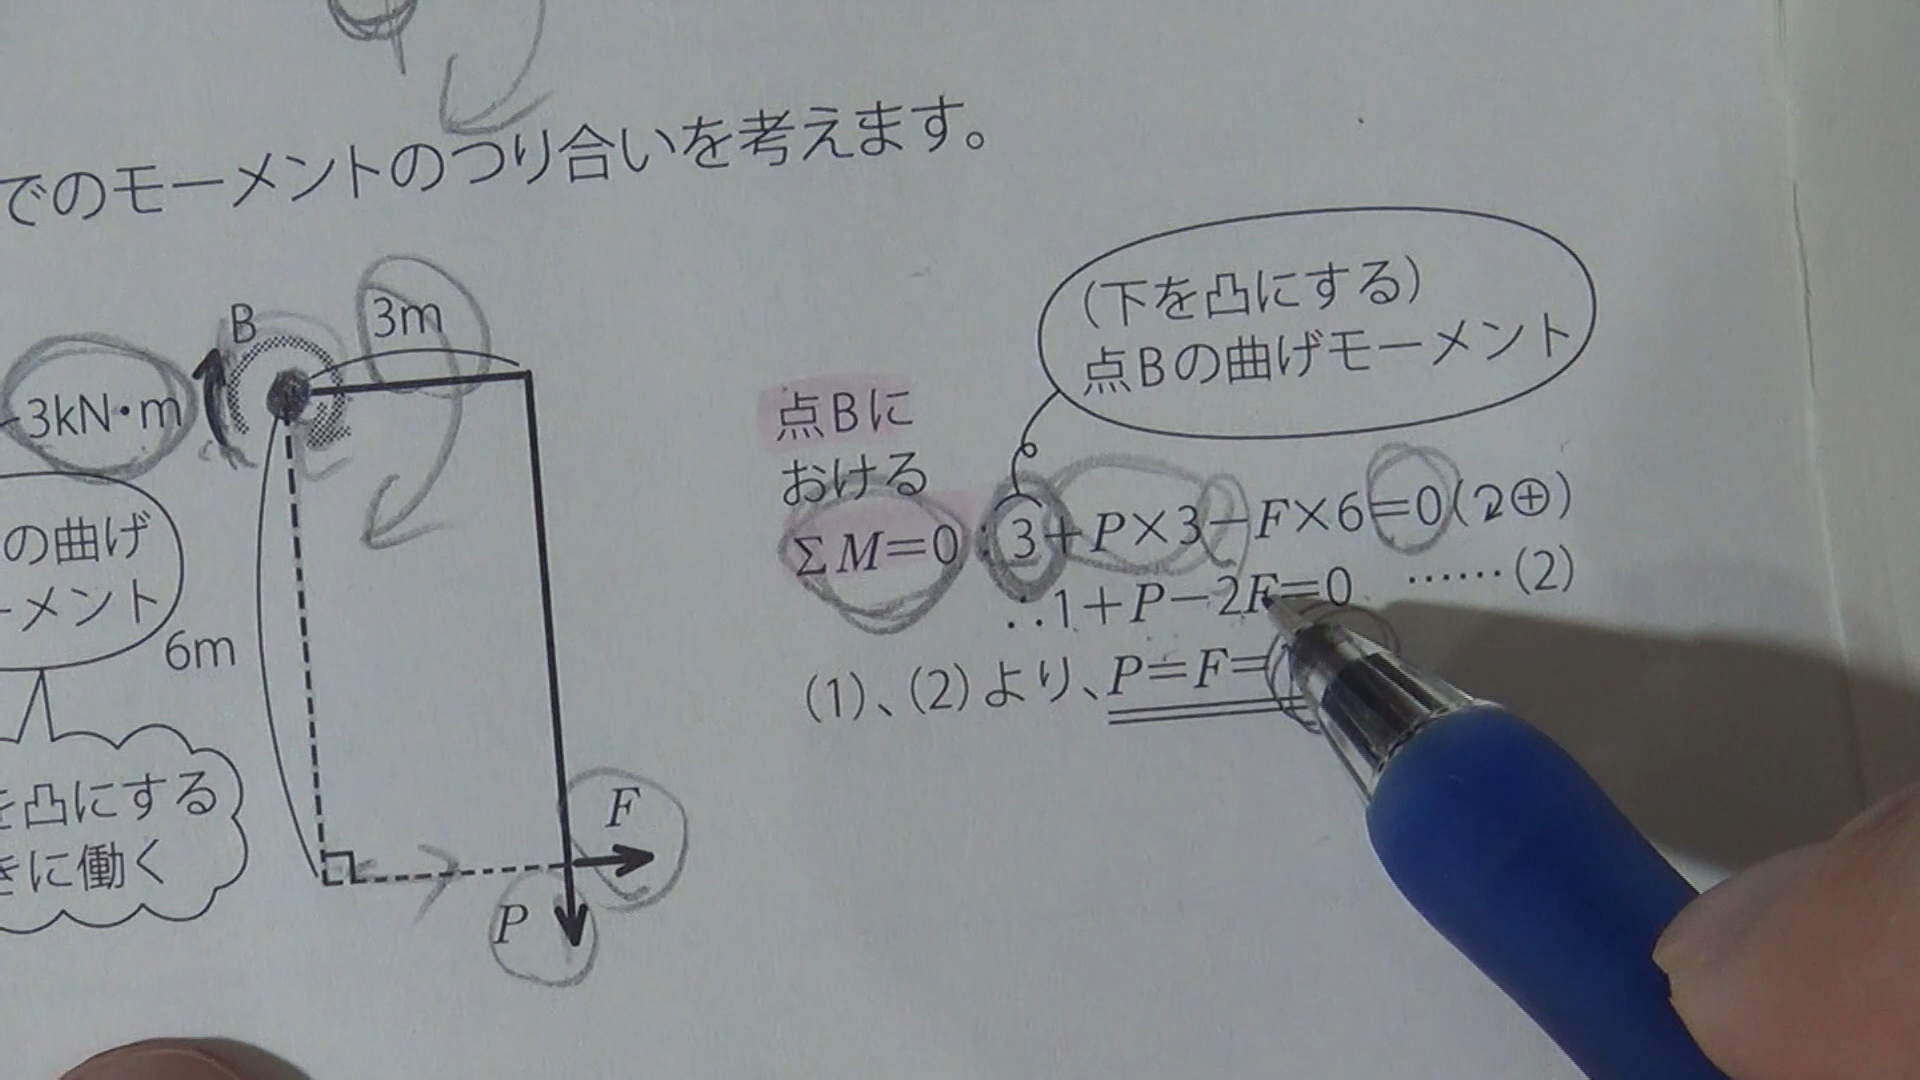 でのモーメントのつり合いを考えます。
B
3m
3kN・m
の曲げ
メント
6m
を凸にする
きに働く
F
P
(下を凸にする)
点Bの曲げモーメント
点Bに
おける
ΣM=0:3+P×3−F×6=0(⊕)
∴1+P−2F=0 ……(2)
(1)、(2)より、P=F=